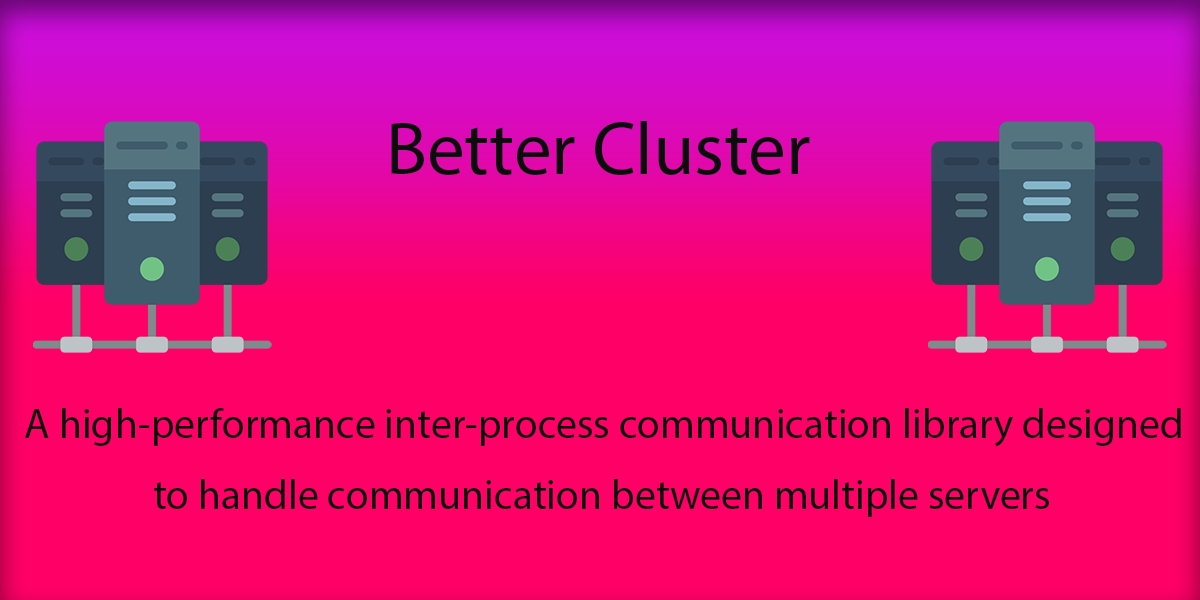 Better Cluster
A high-performance inter-process communication library designed
to handle communication between multiple servers